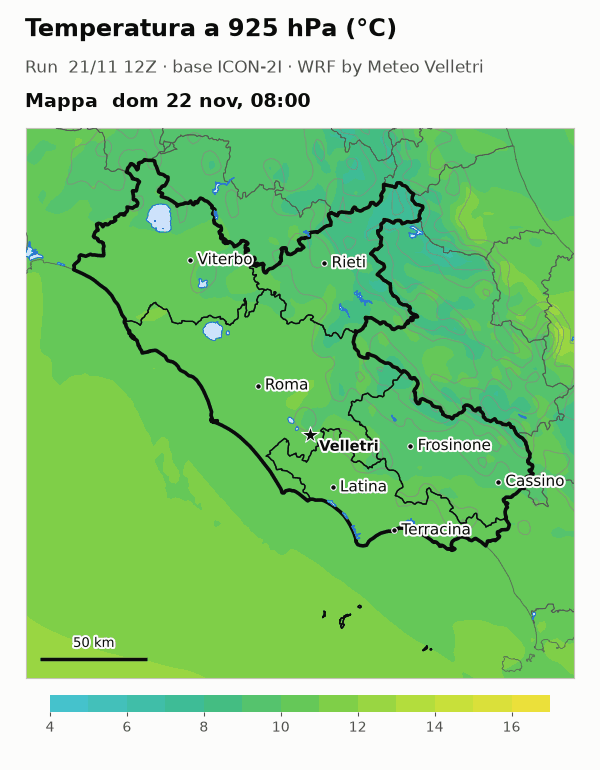 Temperatura a 925 hPa (°C)
Run  21/11 12Z · base ICON-2I · WRF by Meteo Velletri
Mappa  dom 22 nov, 08:00
Viterbo
Rieti
Roma
Velletri
Frosinone
Latina
Cassino
Terracina
50 km
4 6 8 10 12 14 16